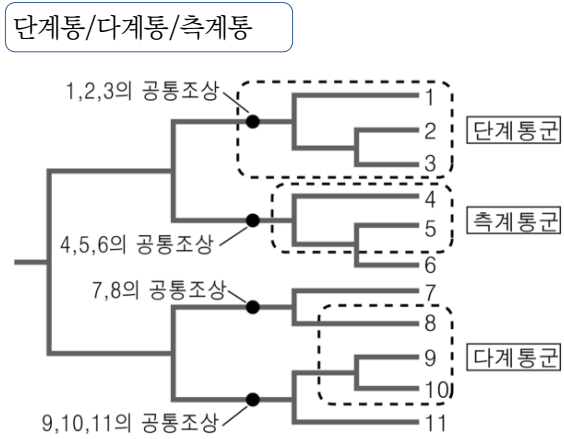 단계통/다계통/측계통
1,2,3의 공통조상
1
2
3
단계통군
4
5
6
측계통군
4,5,6의 공통조상
7,8의 공통조상
7
8
9
10
다계통군
11
9,10,11의 공통조상